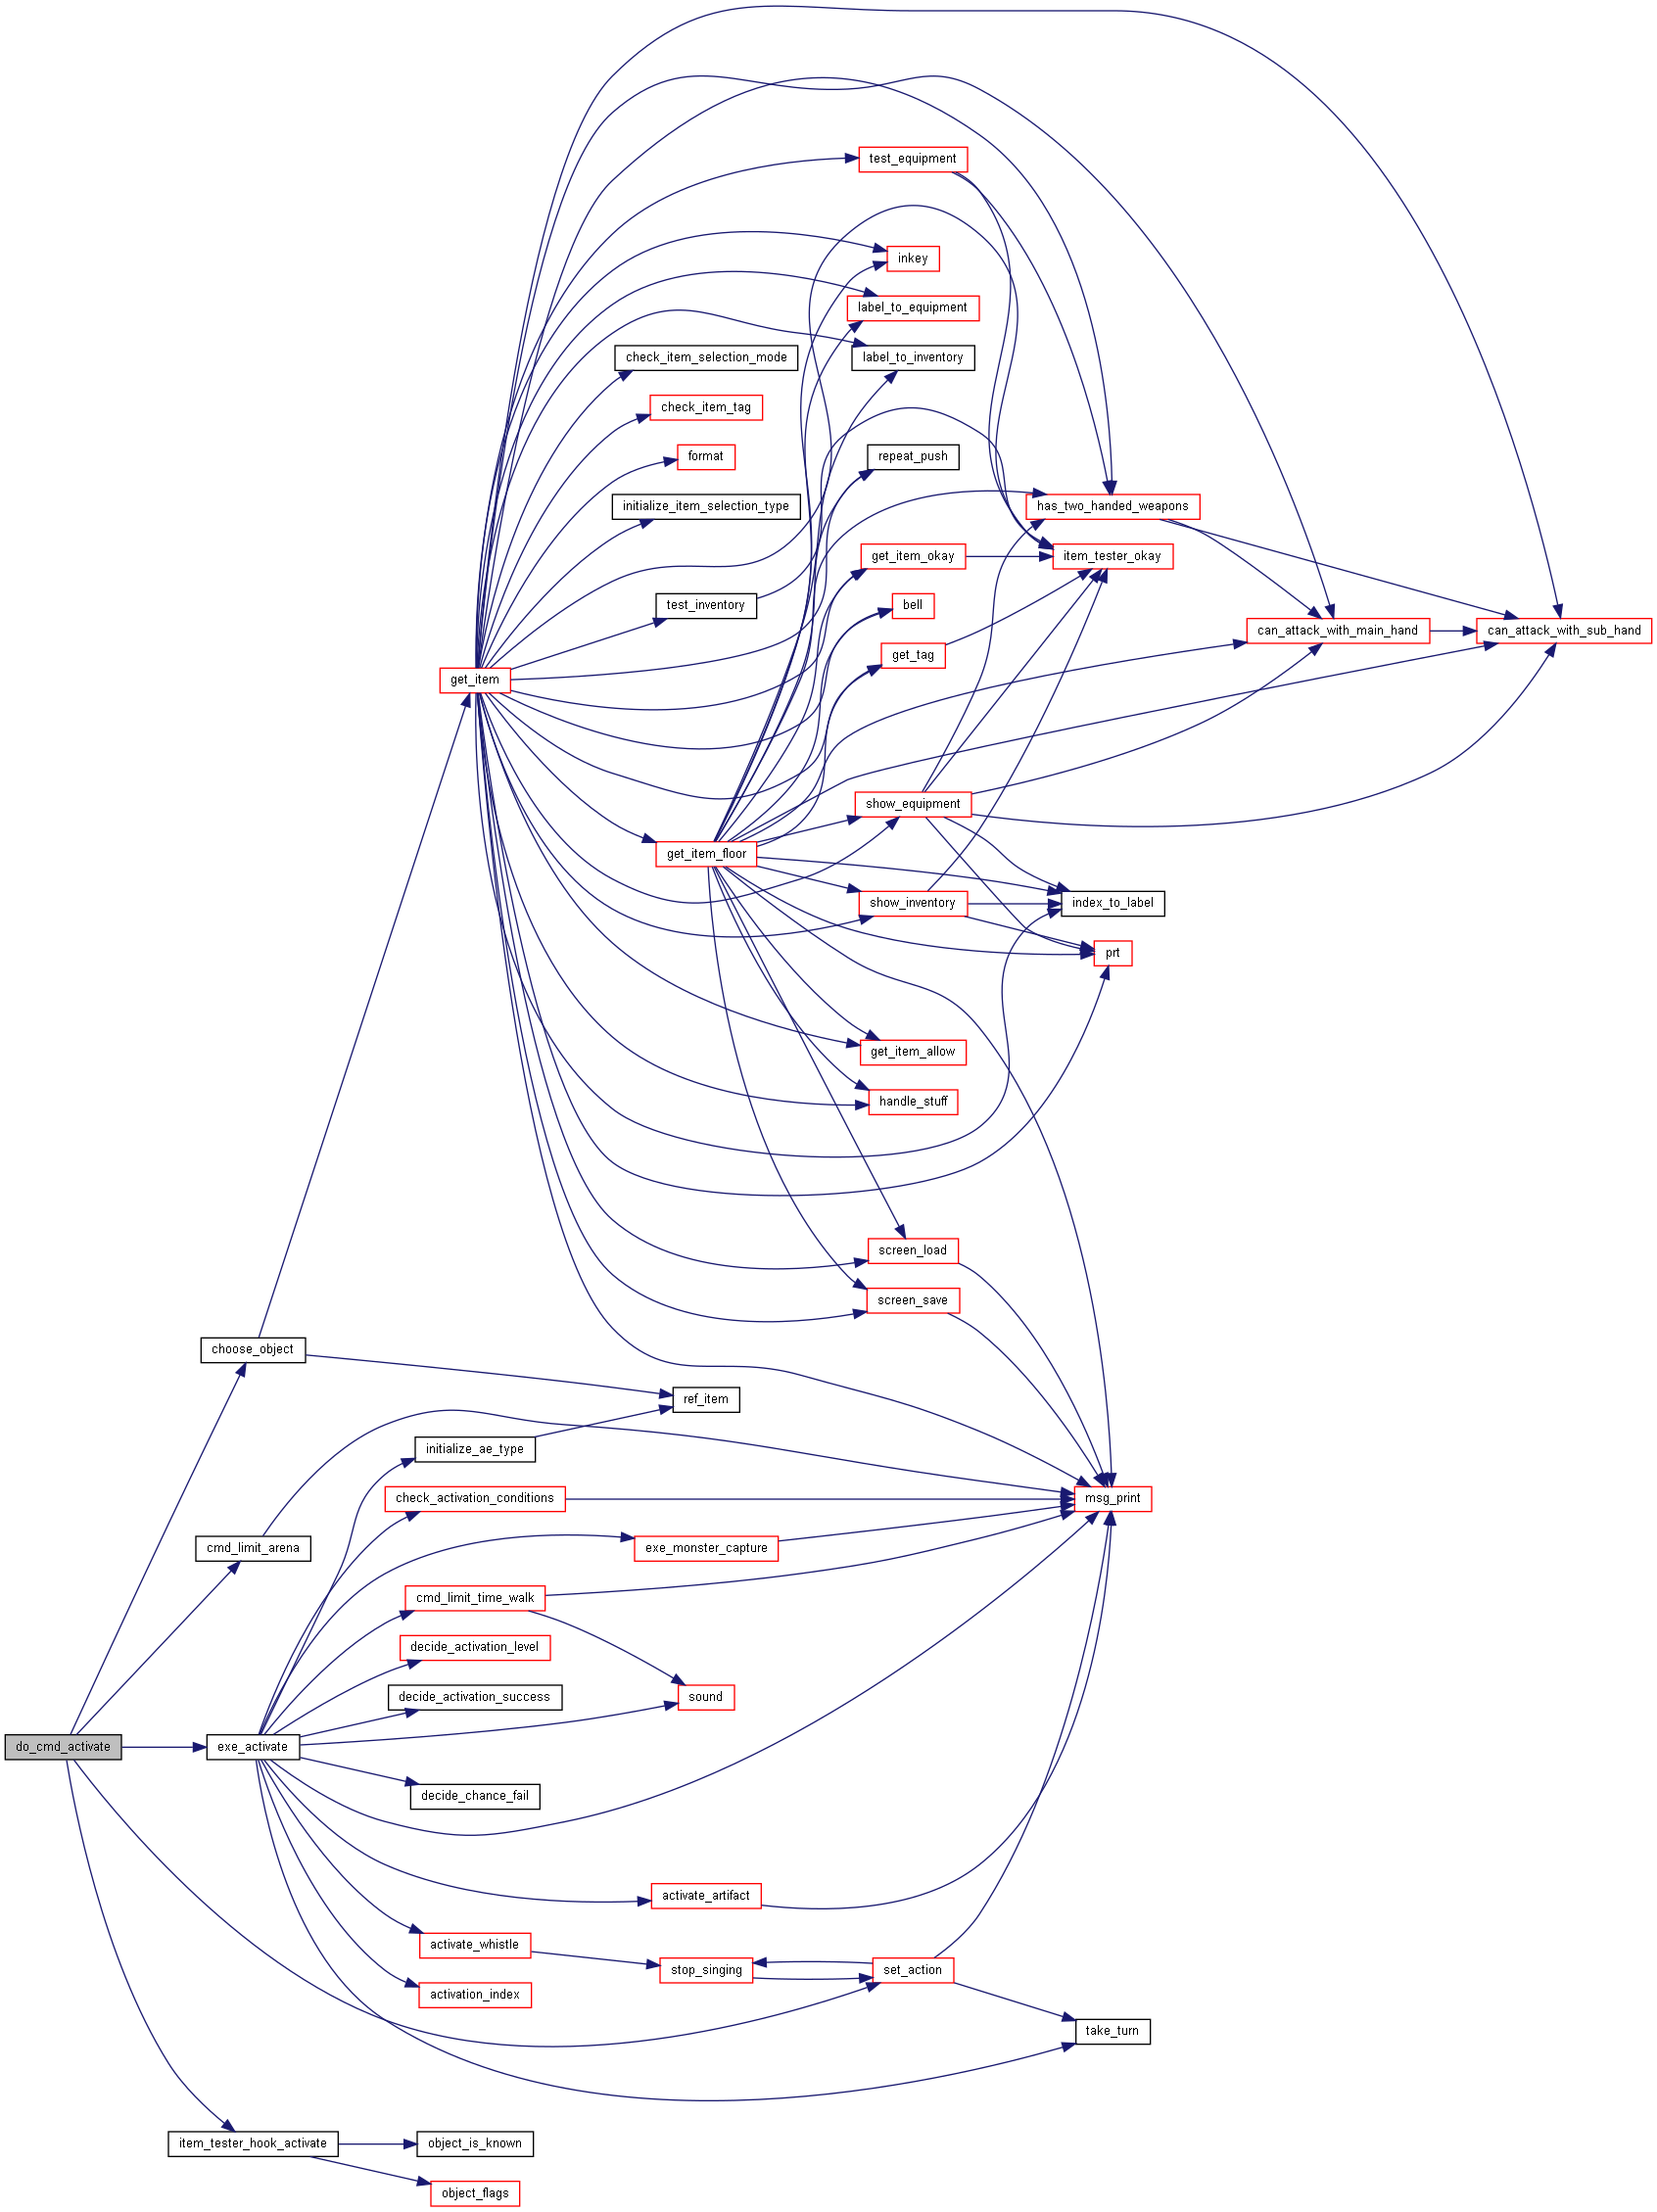 test_equipment
inkey
label_to_equipment
check_item_selection_mode
label_to_inventory
check_item_tag
format
repeat_push
initialize_item_selection_type
has_two_handed_weapons
get_item_okay
item_tester_okay
test_inventory
bell
can_attack_with_main_hand
can_attack_with_sub_hand
get_tag
get_item
show_equipment
get_item_floor
show_inventory
index_to_label
prt
get_item_allow
handle_stuff
screen_load
screen_save
choose_object
ref_item
initialize_ae_type
check_activation_conditions
msg_print
cmd_limit_arena
exe_monster_capture
cmd_limit_time_walk
decide_activation_level
decide_activation_success
sound
do_cmd_activate
exe_activate
decide_chance_fail
activate_artifact
activate_whistle
stop_singing
set_action
activation_index
take_turn
item_tester_hook_activate
object_is_known
object_flags